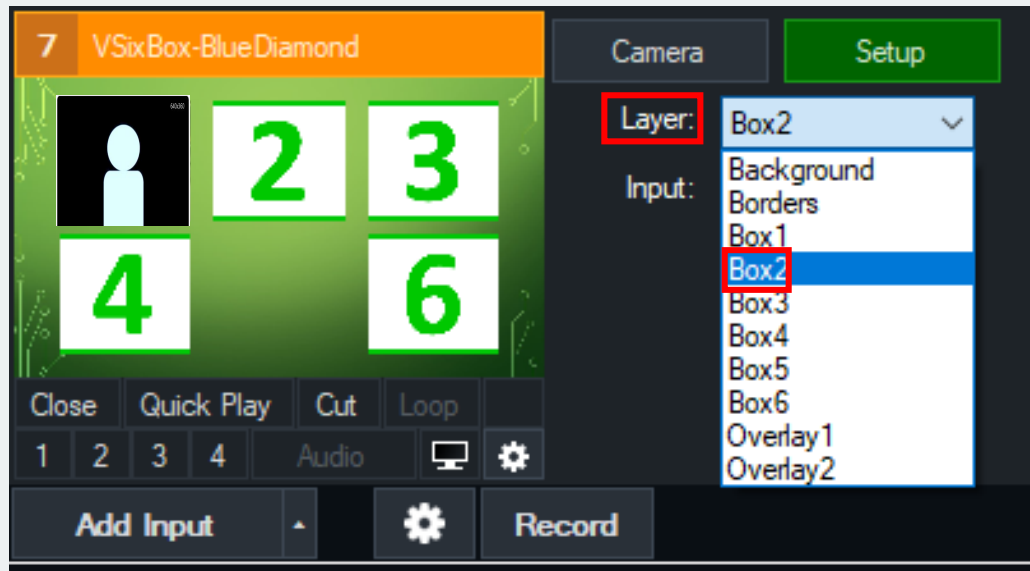 7 VSixBox-BlueDiamond
2 3
4 6
Close Quick Play Cut Loop
1 2 3 4 Audio
Add Input Record
Camera Setup
Layer: Box2
Input:
Background
Borders
Box1
Box2
Box3
Box4
Box5
Box6
Overlay1
Overlay2